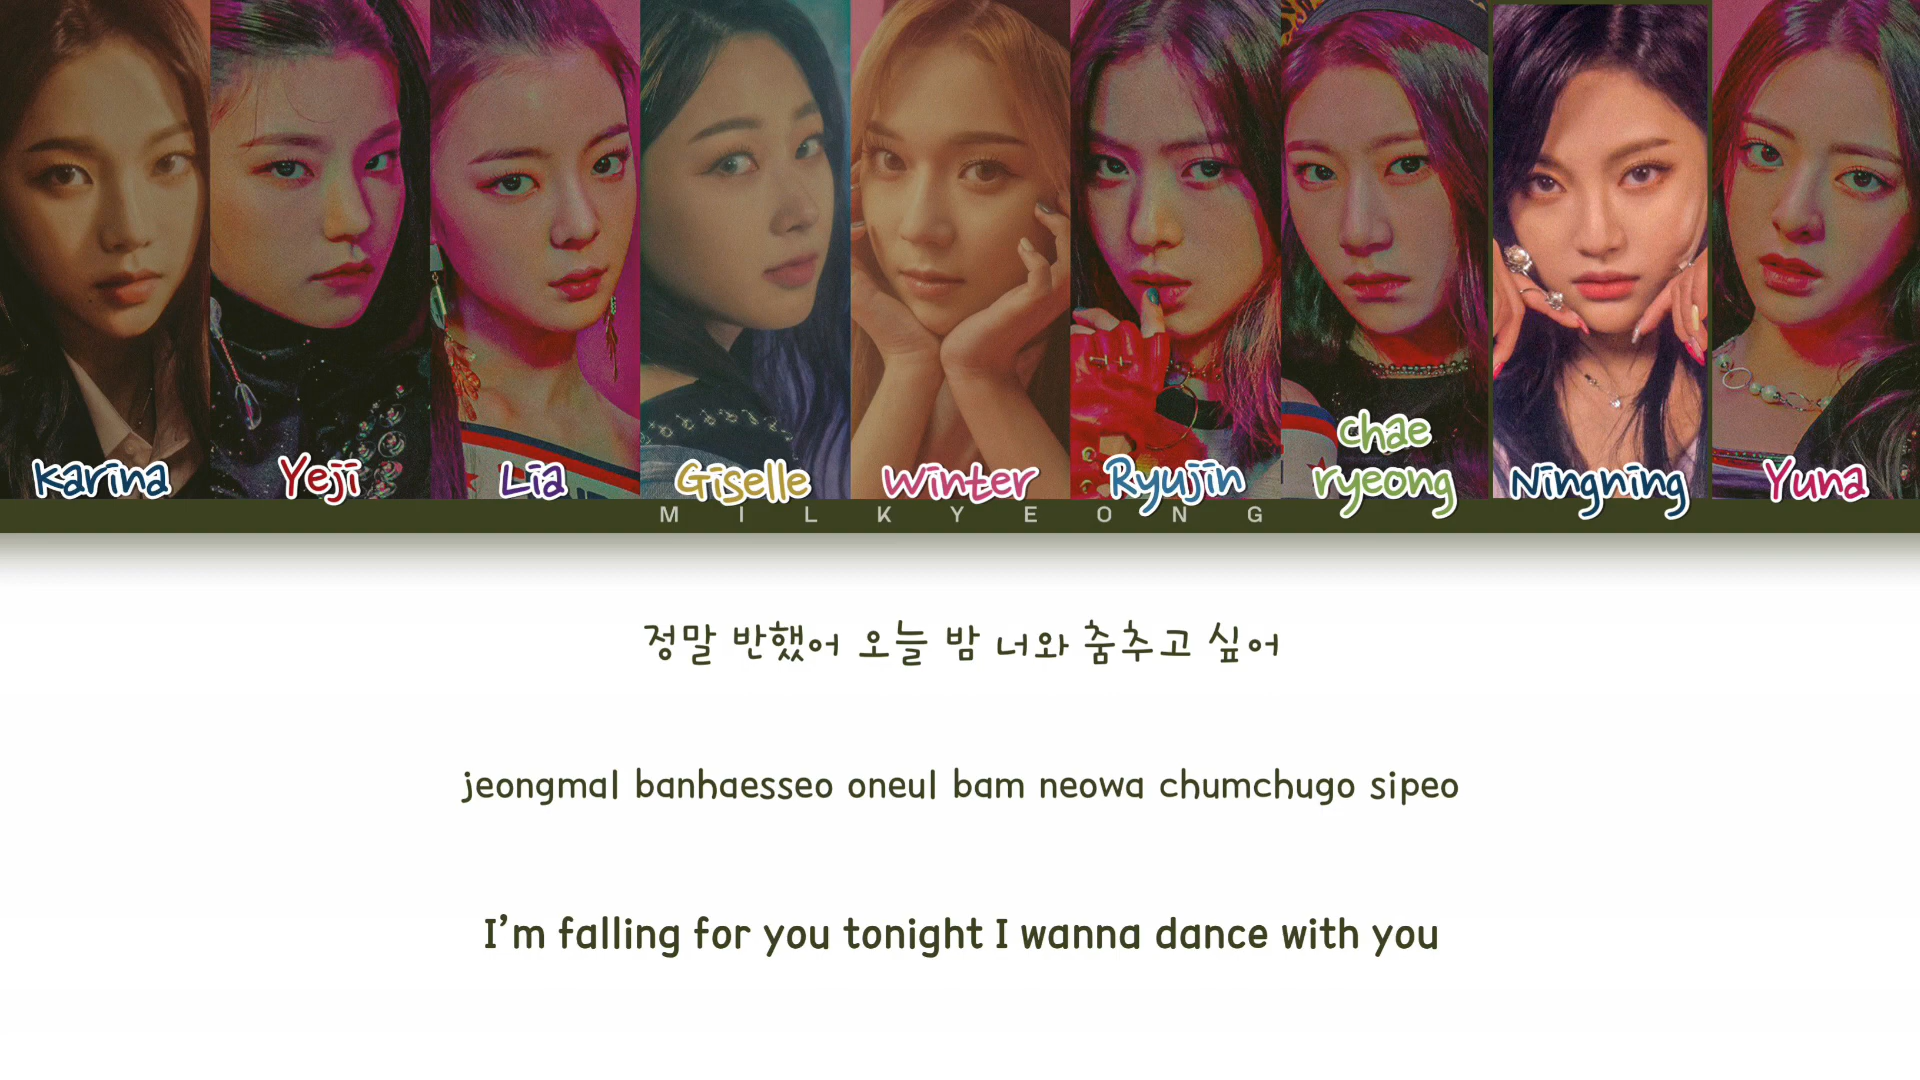 Karina Yeji Lia Giselle Winter Ryujin chae ryeong Ningning Yuna
MILKYEONG
정말 반했어 오늘 밤 너와 춤추고 싶어
jeongmal banhaesseo oneul bam neowa chumchugo sipeo
I'm falling for you tonight I wanna dance with you